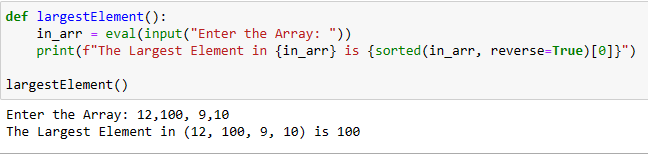 def largestElement():
    in_arr = eval(input("Enter the Array: "))
    print(f"The Largest Element in {in_arr} is {sorted(in_arr, reverse=True)[0]}")
largestElement()
Enter the Array: 12,100, 9,10
The Largest Element in (12, 100, 9, 10) is 100